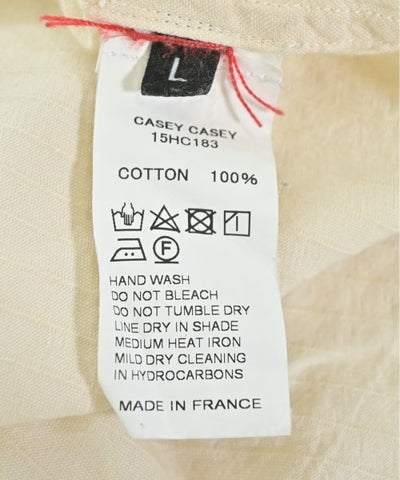 L
CASEY CASEY
15HC183
COTTON 100%
F
HAND WASH
DO NOT BLEACH
DO NOT TUMBLE DRY
LINE DRY IN SHADE
MEDIUM HEAT IRON
MILD DRY CLEANING
IN HYDROCARBONS
MADE IN FRANCE